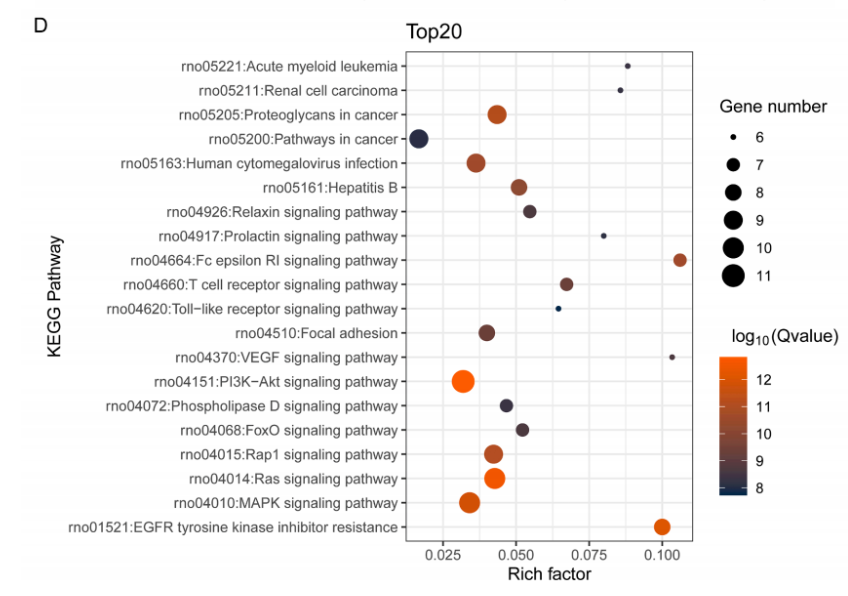 D
Top20
rno05221:Acute myeloid leukemia
rno05211:Renal cell carcinoma
rno05205:Proteoglycans in cancer
rno05200:Pathways in cancer
rno05163:Human cytomegalovirus infection
rno05161:Hepatitis B
rno04926:Relaxin signaling pathway
rno04917:Prolactin signaling pathway
rno04664:Fc epsilon RI signaling pathway
rno04660:T cell receptor signaling pathway
rno04620:Toll−like receptor signaling pathway
rno04510:Focal adhesion
rno04370:VEGF signaling pathway
rno04151:PI3K−Akt signaling pathway
rno04072:Phospholipase D signaling pathway
rno04068:FoxO signaling pathway
rno04015:Rap1 signaling pathway
rno04014:Ras signaling pathway
rno04010:MAPK signaling pathway
rno01521:EGFR tyrosine kinase inhibitor resistance
KEGG Pathway
0.025 0.050 0.075 0.100
Rich factor
Gene number
6
7
8
9
10
11
log₁₀(Qvalue)
12
11
10
9
8